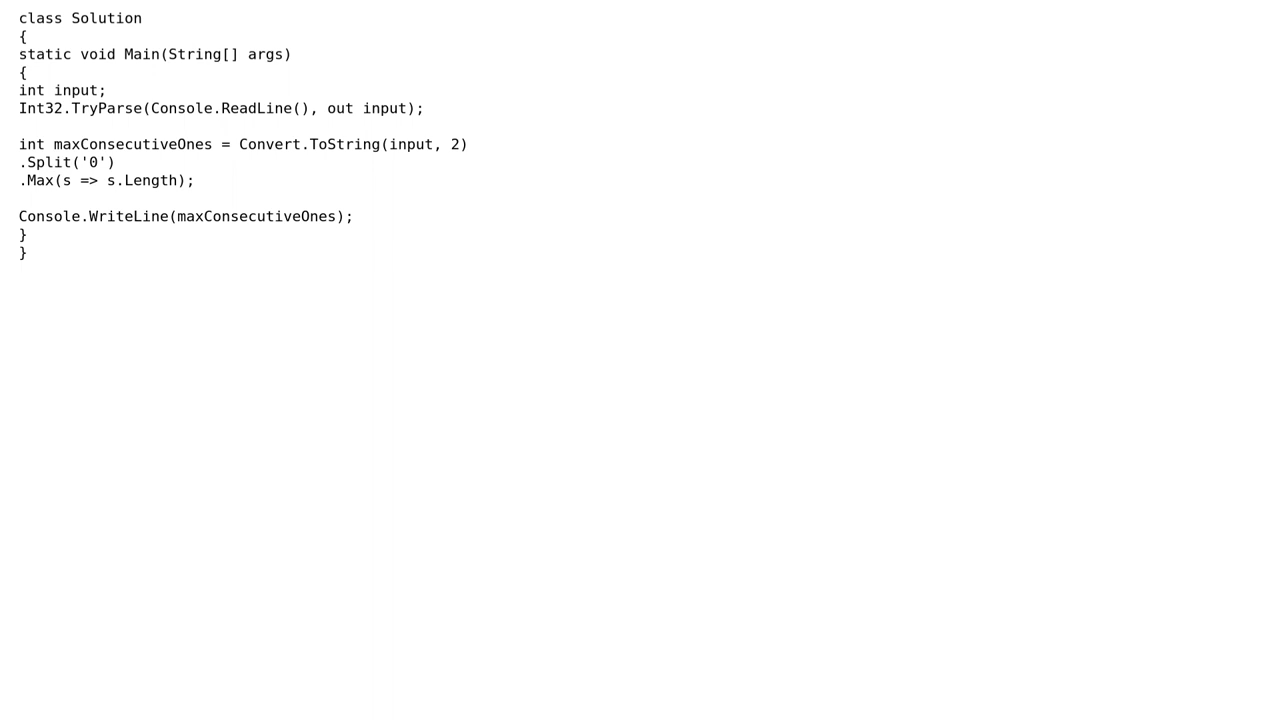 class Solution
{
static void Main(String[] args)
{
int input;
Int32.TryParse(Console.ReadLine(), out input);

int maxConsecutiveOnes = Convert.ToString(input, 2)
.Split('0')
.Max(s => s.Length);

Console.WriteLine(maxConsecutiveOnes);
}
}